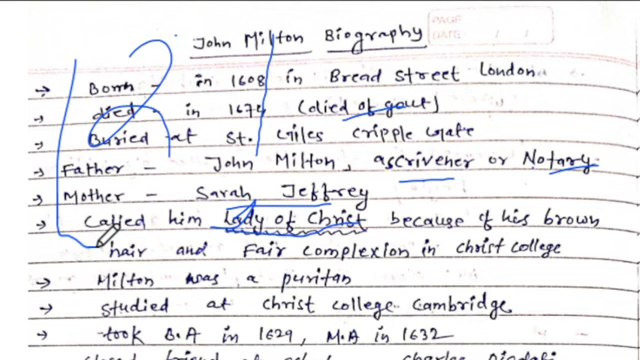 PAGE
DATE / /
John Milton Biography
→ Born - in 1608 in Bread Street London
→ died - in 1674 (died of gout)
→ Buried at St. Giles cripple Gate
→ Father - John Milton, a scrivener or Notary
→ Mother - Sarah Jeffrey
→ Called him Lady of Christ because of his brown
hair and Fair complexion in christ college
→ Milton was a puritan
→ studied at christ college Cambridge
→ took B.A in 1629, M.A in 1632